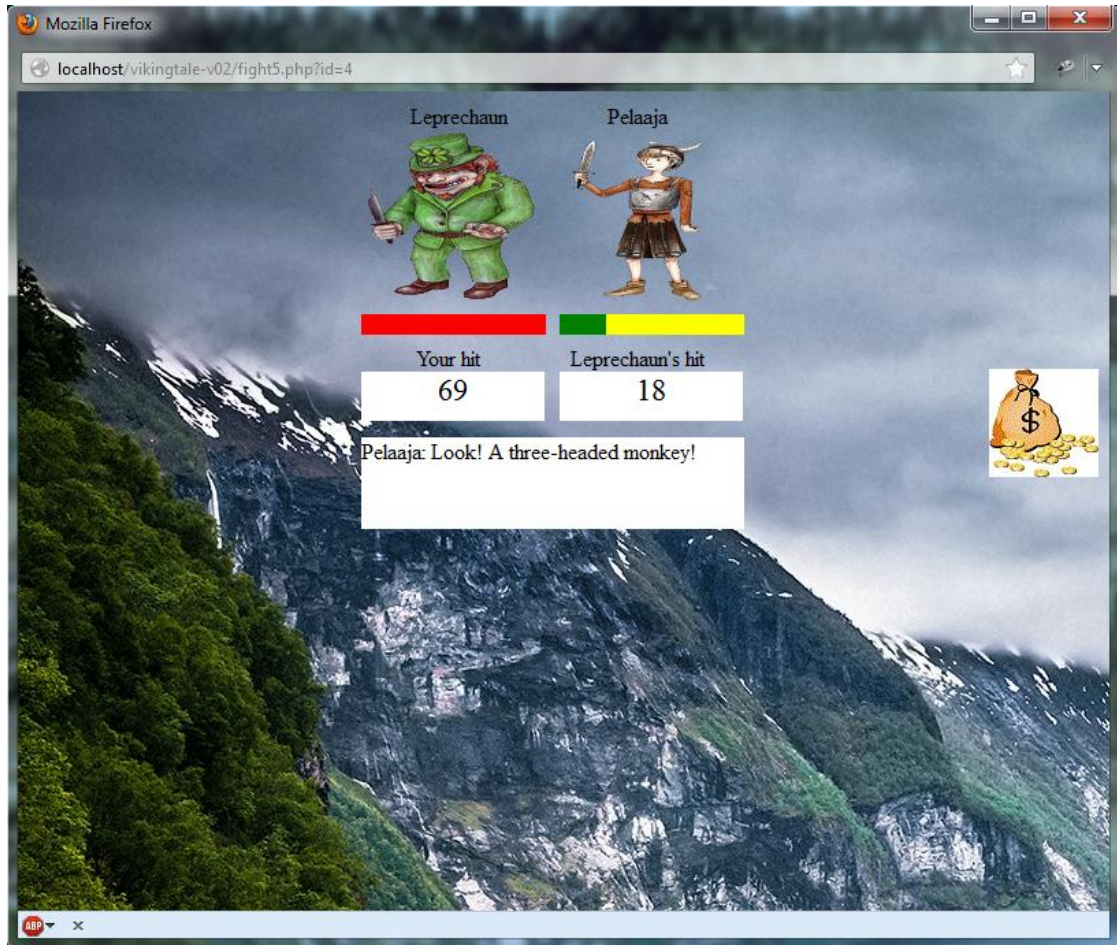 Mozilla Firefox
localhost/vikingtale-v02/fight5.php?id=4
Leprechaun Pelaaja
Your hit Leprechaun's hit
69 18
$
Pelaaja: Look! A three-headed monkey!
ABP